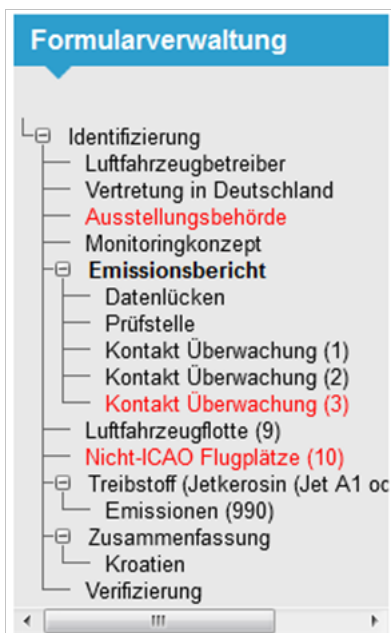 Formularverwaltung
Identifizierung
Luftfahrzeugbetreiber
Vertretung in Deutschland
Ausstellungsbehörde
Monitoringkonzept
Emissionsbericht
Datenlücken
Prüfstelle
Kontakt Überwachung (1)
Kontakt Überwachung (2)
Kontakt Überwachung (3)
Luftfahrzeugflotte (9)
Nicht-ICAO Flugplätze (10)
Treibstoff (Jetkerosin (Jet A1 oc
Emissionen (990)
Zusammenfassung
Kroatien
Verifizierung